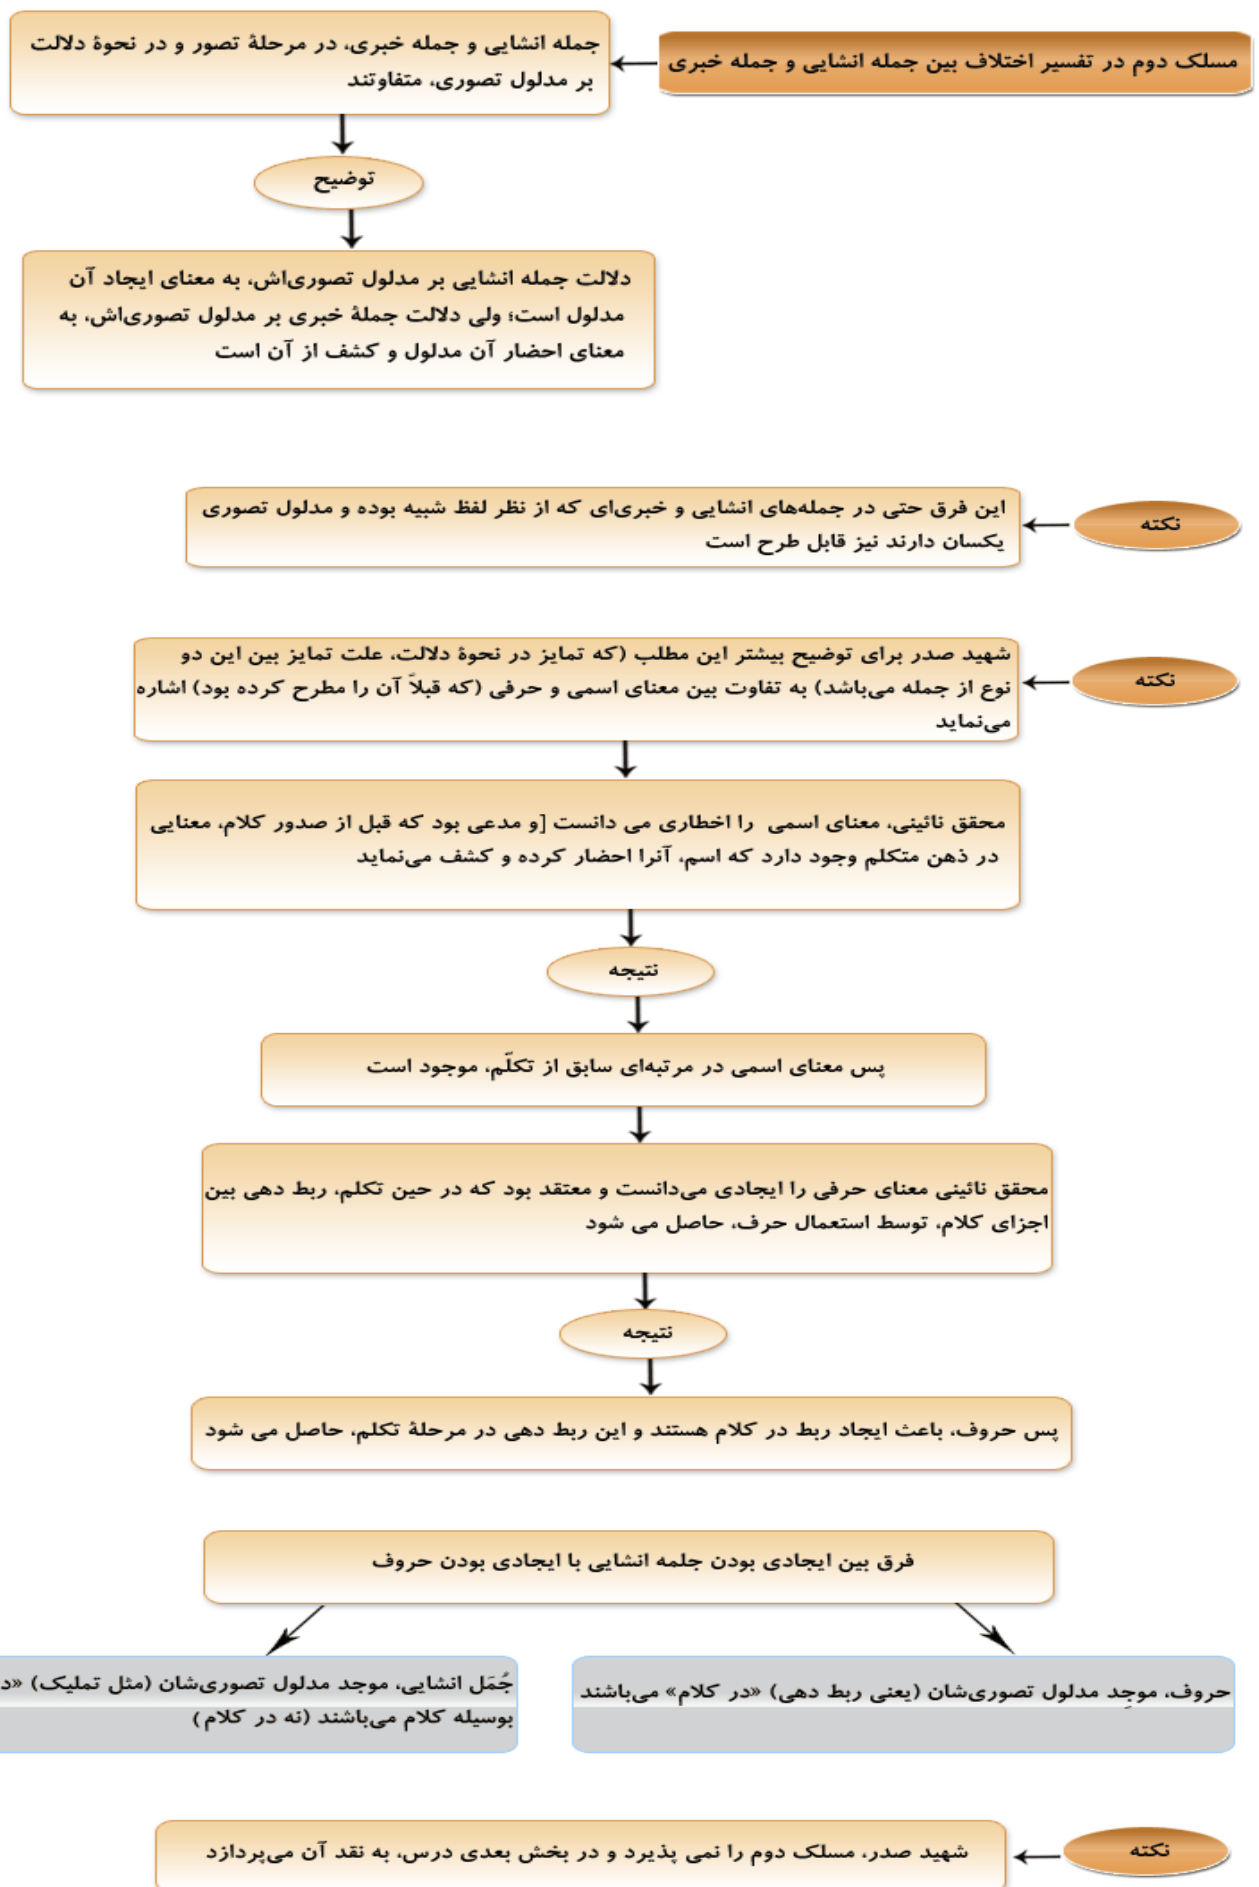 مسلک دوم در تفسیر اختلاف بین جمله انشایی و جمله خبری
جمله انشایی و جمله خبری، در مرحلهٔ تصور و در نحوهٔ دلالت
بر مدلول تصوری، متفاوتند
توضیح
دلالت جمله انشایی بر مدلول تصوری‌اش، به معنای ایجاد آن
مدلول است؛ ولی دلالت جملهٔ خبری بر مدلول تصوری‌اش، به
معنای احضار آن مدلول و کشف از آن است
نکته
این فرق حتی در جمله‌های انشایی و خبری‌ای که از نظر لفظ شبیه بوده و مدلول تصوری
یکسان دارند نیز قابل طرح است
نکته
شهید صدر برای توضیح بیشتر این مطلب (که تمایز در نحوهٔ دلالت، علت تمایز بین این دو
نوع از جمله می‌باشد) به تفاوت بین معنای اسمی و حرفی (که قبلاً آن را مطرح کرده بود) اشاره
می‌نماید
محقق نائینی، معنای اسمی را اخطاری می دانست [و مدعی بود که قبل از صدور کلام، معنایی
در ذهن متکلم وجود دارد که اسم، آنرا احضار کرده و کشف می‌نماید
نتیجه
پس معنای اسمی در مرتبه‌ای سابق از تکلّم، موجود است
محقق نائینی معنای حرفی را ایجادی می‌دانست و معتقد بود که در حین تکلم، ربط دهی بین
اجزای کلام، توسط استعمال حرف، حاصل می شود
نتیجه
پس حروف، باعث ایجاد ربط در کلام هستند و این ربط دهی در مرحلهٔ تکلم، حاصل می شود
فرق بین ایجادی بودن جلمه انشایی با ایجادی بودن حروف
حروف، موجِد مدلول تصوری‌شان (یعنی ربط دهی) «در کلام» می‌باشند
جُمَل انشایی، موجد مدلول تصوری‌شان (مثل تملیک)
بوسیله کلام می‌باشند (نه در کلام)
نکته
شهید صدر، مسلک دوم را نمی پذیرد و در بخش بعدی درس، به نقد آن می‌پردازد